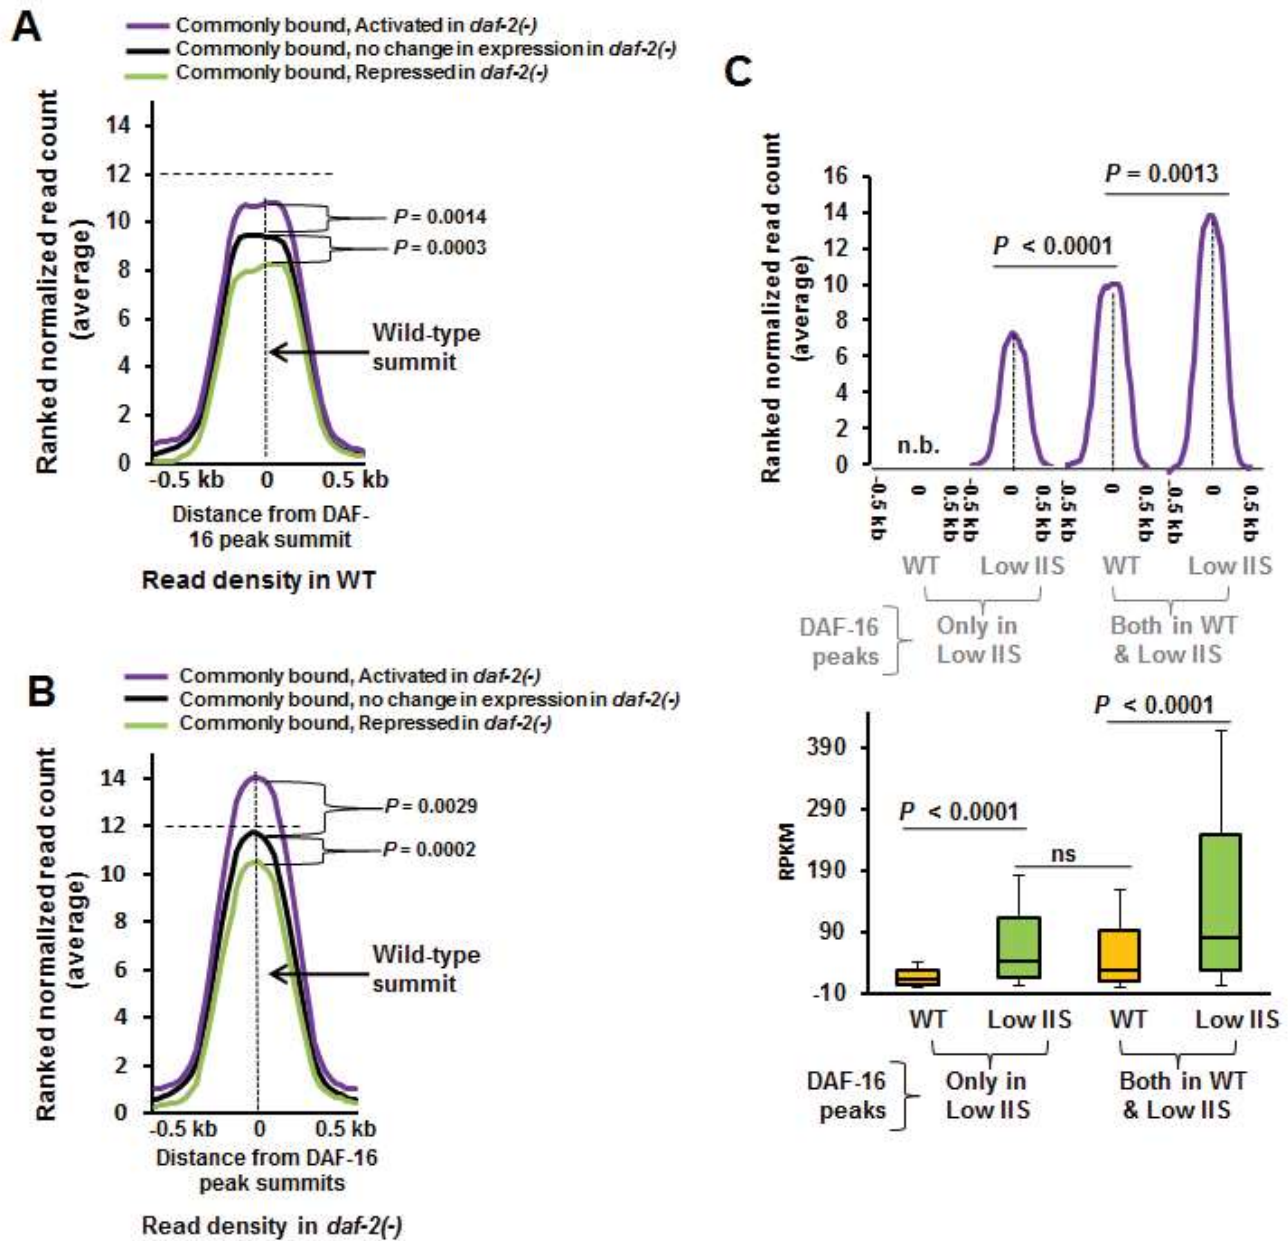 A
Commonly bound, Activated in daf-2(-)
Commonly bound, no change in expression in daf-2(-)
Commonly bound, Repressed in daf-2(-)
Ranked normalized read count
(average)
14
12
10
8
6
4
2
0
P = 0.0014
P = 0.0003
Wild-type
summit
-0.5 kb 0 0.5 kb
Distance from DAF-
16 peak summit
Read density in WT
B
Commonly bound, Activated in daf-2(-)
Commonly bound, no change in expression in daf-2(-)
Commonly bound, Repressed in daf-2(-)
Ranked normalized read count
(average)
14
12
10
8
6
4
2
0
P = 0.0029
P = 0.0002
Wild-type
summit
-0.5 kb 0 0.5 kb
Distance from DAF-16
peak summits
Read density in daf-2(-)
C
Ranked normalized read count
(average)
16
14
12
10
8
6
4
2
0
P = 0.0013
P < 0.0001
n.b.
-0.5 kb 0 0.5 kb -0.5 kb 0 0.5 kb -0.5 kb 0 0.5 kb -0.5 kb 0 0.5 kb
WT Low IIS WT Low IIS
DAF-16
peaks
Only in
Low IIS
Both in WT
& Low IIS
RPKM
390
290
190
90
-10
P < 0.0001
P < 0.0001
ns
WT Low IIS WT Low IIS
DAF-16
peaks
Only in
Low IIS
Both in WT
& Low IIS